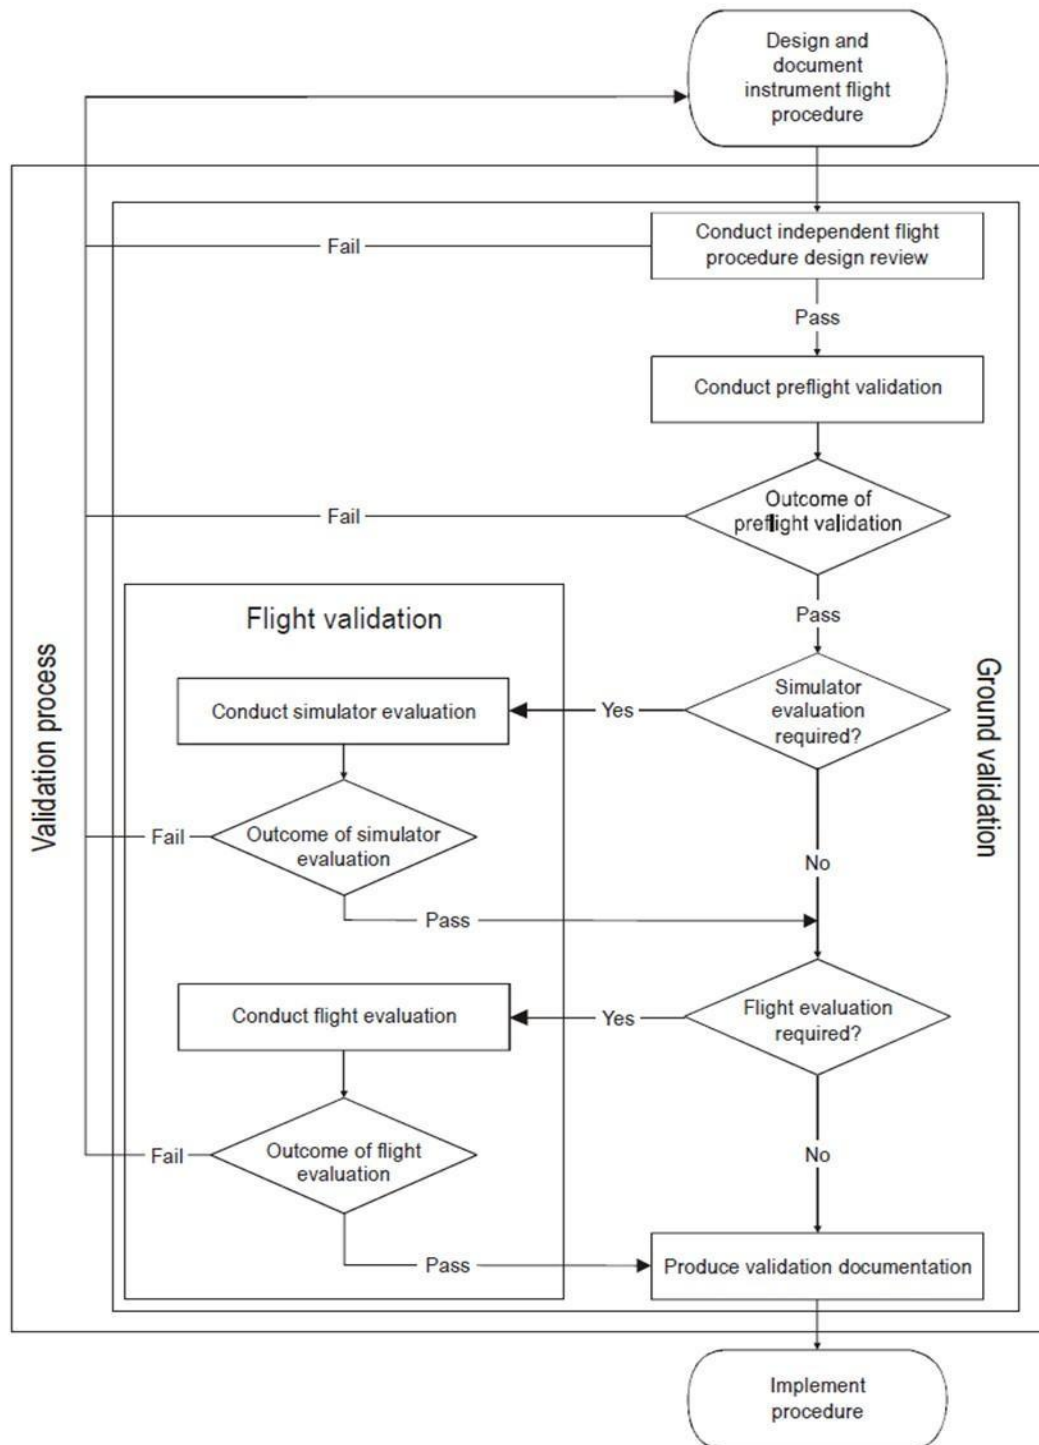 Design and
document
instrument flight
procedure
Conduct independent flight
procedure design review
Fail
Pass
Conduct preflight validation
Outcome of
preflight validation
Fail
Pass
Flight validation
Validation process
Ground validation
Simulator
evaluation
required?
Yes
Conduct simulator evaluation
Outcome of simulator
evaluation
Fail
No
Pass
Flight evaluation
required?
Yes
Conduct flight evaluation
Outcome of flight
evaluation
Fail
No
Pass
Produce validation documentation
Implement
procedure